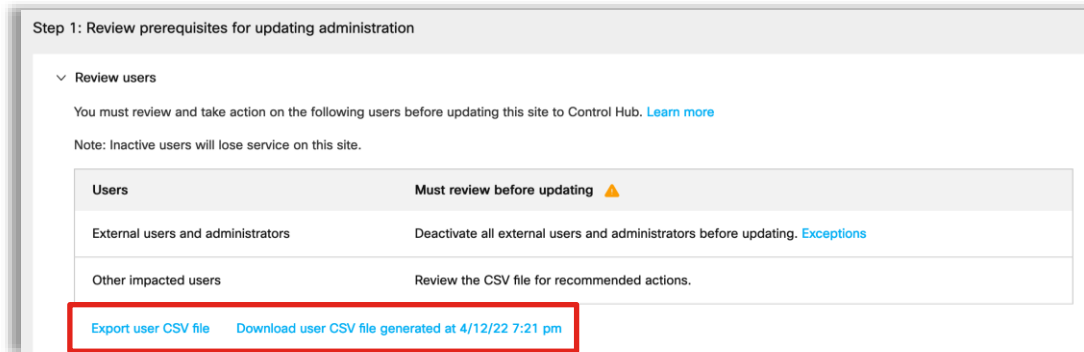 Step 1: Review prerequisites for updating administration
Review users
You must review and take action on the following users before updating this site to Control Hub. Learn more
Note: Inactive users will lose service on this site.
Users Must review before updating
External users and administrators Deactivate all external users and administrators before updating. Exceptions
Other impacted users Review the CSV file for recommended actions.
Export user CSV file Download user CSV file generated at 4/12/22 7:21 pm